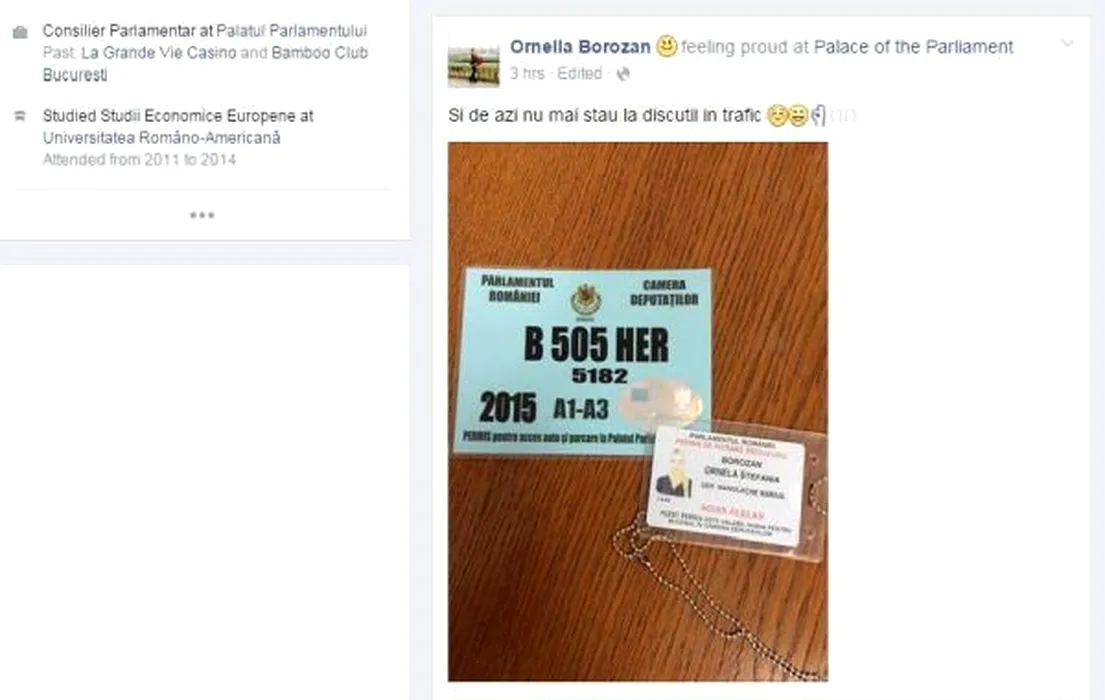 Consilier Parlamentar at Palatul Parlamentului
Past: La Grande Vie Casino and Bamboo Club
Bucuresti
Studied Studii Economice Europene at
Universitatea Româno-Americană
Attended from 2011 to 2014
Ornella Borozan feeling proud at Palace of the Parliament
3 hrs · Edited ·
Si de azi nu mai stau la discutii in trafic
PARLAMENTUL
ROMÂNIEI
CAMERA
DEPUTAȚILOR
B 505 HER
5182
2015 A1-A3
PERMIS pentru acces auto și parcare la Palatul
PARLAMENTUL ROMÂNIEI
BOROZAN
ORNELA ȘTEFANIA